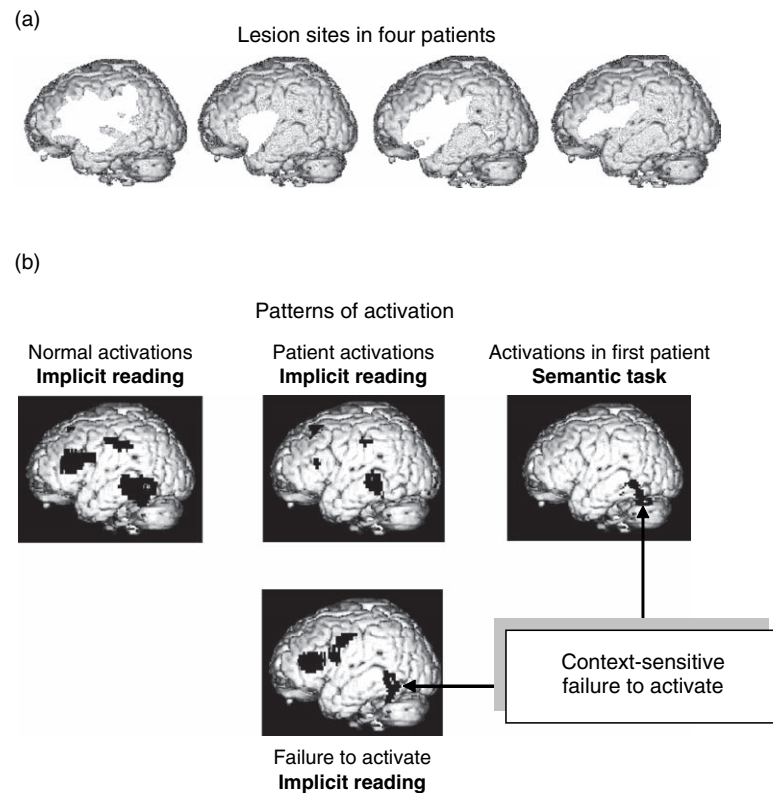 (a)
Lesion sites in four patients
(b)
Patterns of activation
Normal activations
Implicit reading
Patient activations
Implicit reading
Activations in first patient
Semantic task
Context-sensitive
failure to activate
Failure to activate
Implicit reading